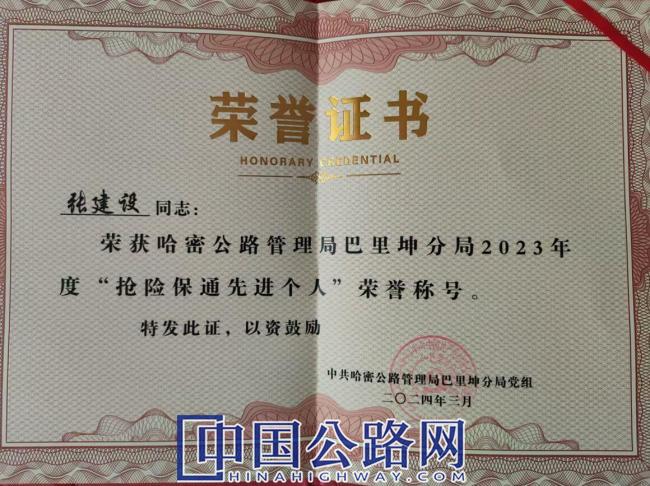 荣誉证书
HONORARY CREDENTIAL
张建设 同志：
荣获哈密公路管理局巴里坤分局2023年
度“抢险保通先进个人”荣誉称号。
特发此证，以资鼓励
中共哈密公路管理局巴里坤分局党组
二〇二四年三月
中国公路网
CHINAHIGHWAY.COM